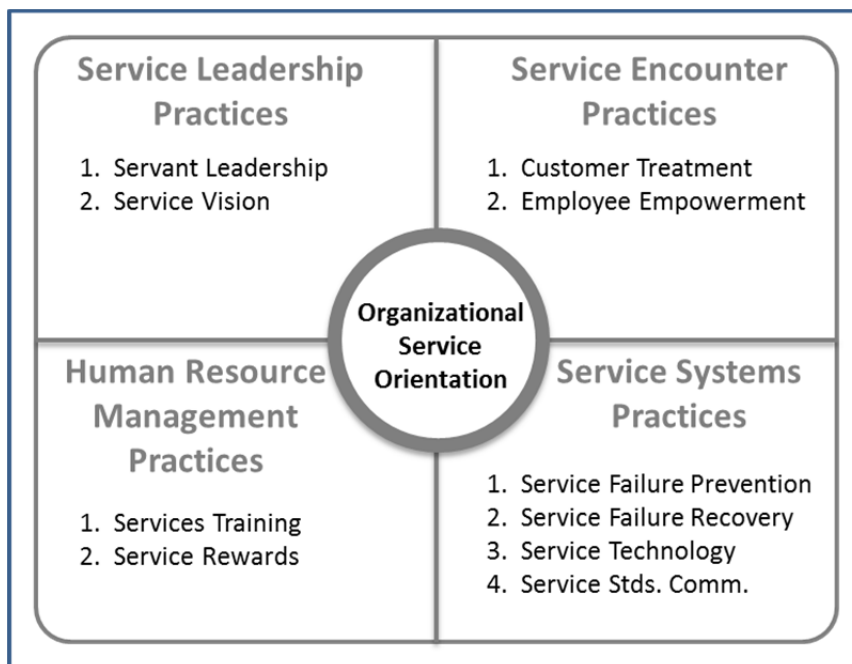 Service Leadership
Practices
1. Servant Leadership
2. Service Vision
Service Encounter
Practices
1. Customer Treatment
2. Employee Empowerment
Organizational
Service
Orientation
Human Resource
Management
Practices
1. Services Training
2. Service Rewards
Service Systems
Practices
1. Service Failure Prevention
2. Service Failure Recovery
3. Service Technology
4. Service Stds. Comm.